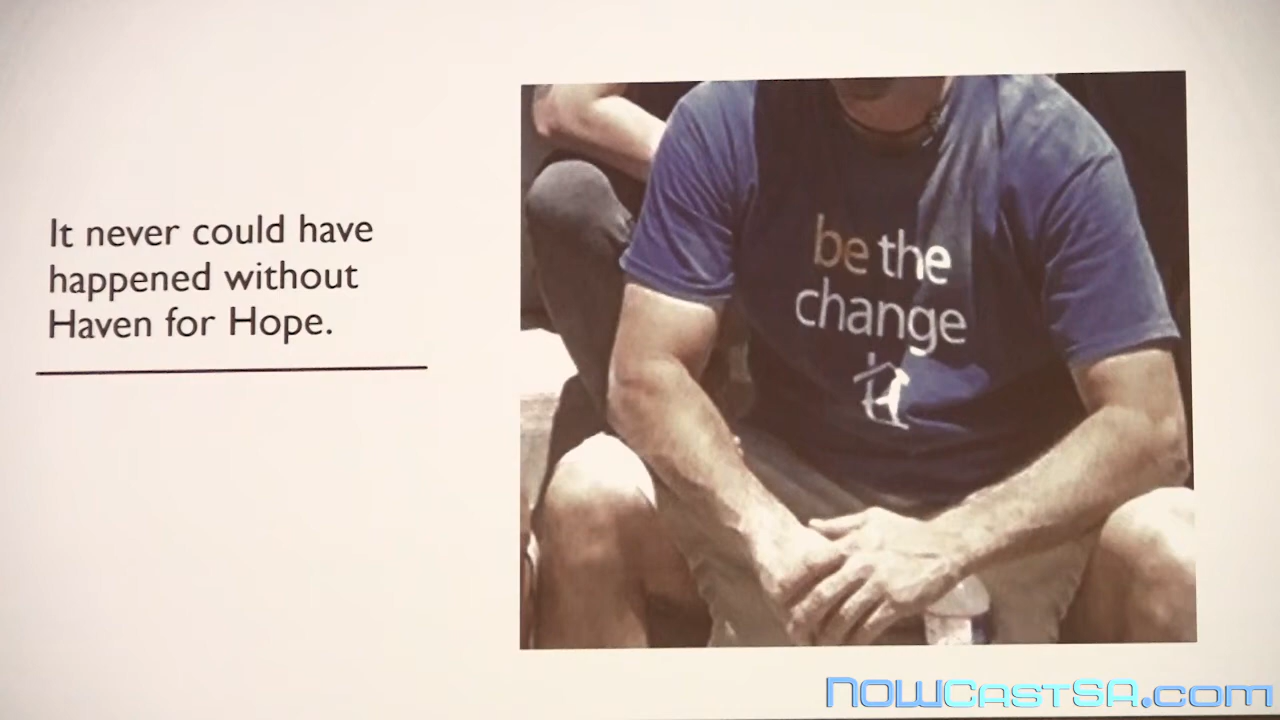 It never could have
happened without
Haven for Hope.
be the
change
NOWCastSA.com